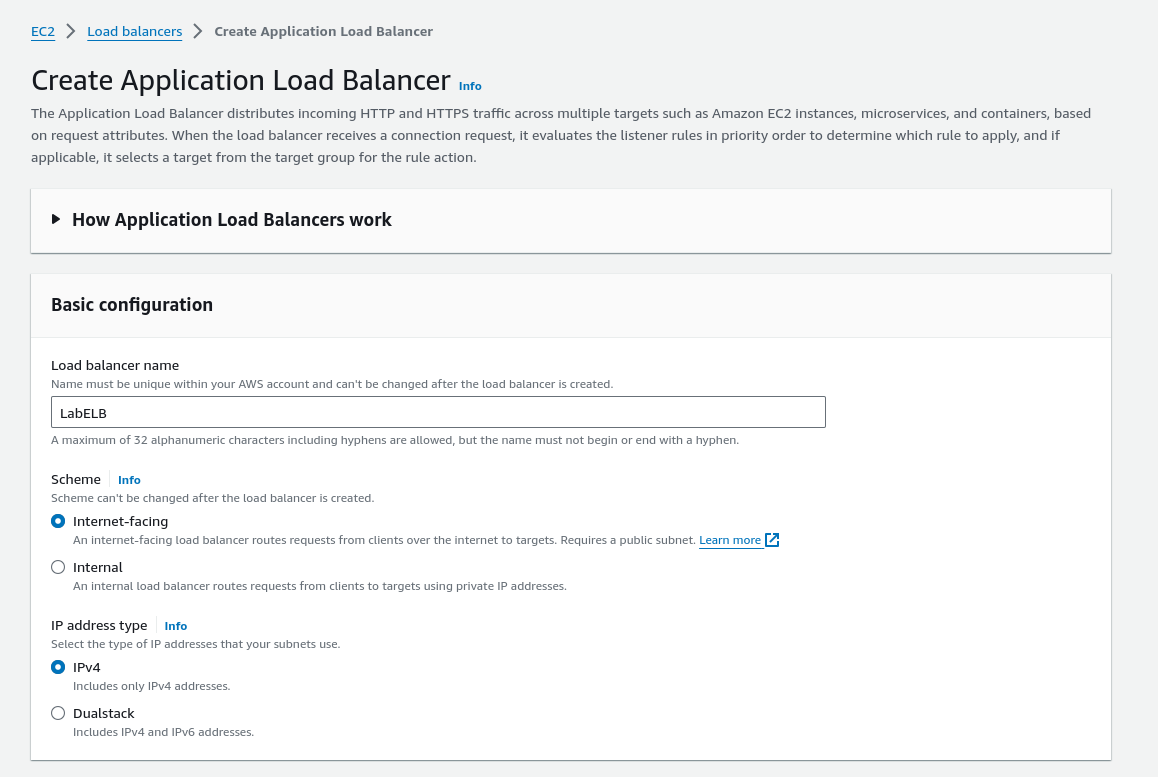 EC2 Load balancers Create Application Load Balancer
Create Application Load Balancer Info
The Application Load Balancer distributes incoming HTTP and HTTPS traffic across multiple targets such as Amazon EC2 instances, microservices, and containers, based
on request attributes. When the load balancer receives a connection request, it evaluates the listener rules in priority order to determine which rule to apply, and if
applicable, it selects a target from the target group for the rule action.
How Application Load Balancers work
Basic configuration
Load balancer name
Name must be unique within your AWS account and can't be changed after the load balancer is created.
LabELB
A maximum of 32 alphanumeric characters including hyphens are allowed, but the name must not begin or end with a hyphen.
Scheme Info
Scheme can't be changed after the load balancer is created.
Internet-facing
An internet-facing load balancer routes requests from clients over the internet to targets. Requires a public subnet. Learn more
Internal
An internal load balancer routes requests from clients to targets using private IP addresses.
IP address type Info
Select the type of IP addresses that your subnets use.
IPv4
Includes only IPv4 addresses.
Dualstack
Includes IPv4 and IPv6 addresses.